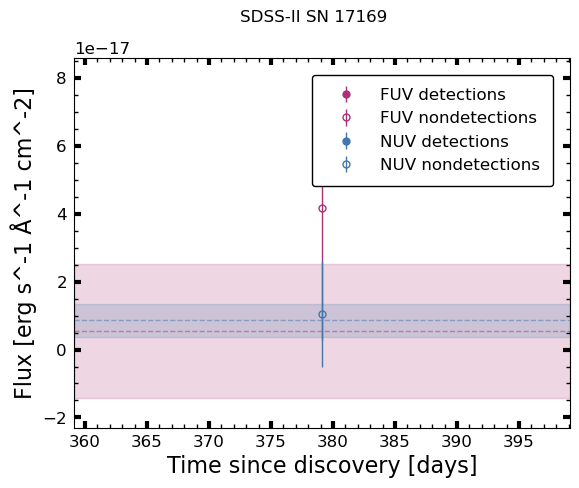 SDSS-II SN 17169
1e−17
Flux [erg s^-1 Å^-1 cm^-2]
8
6
4
2
0
−2
FUV detections
FUV nondetections
NUV detections
NUV nondetections
360 365 370 375 380 385 390 395
Time since discovery [days]